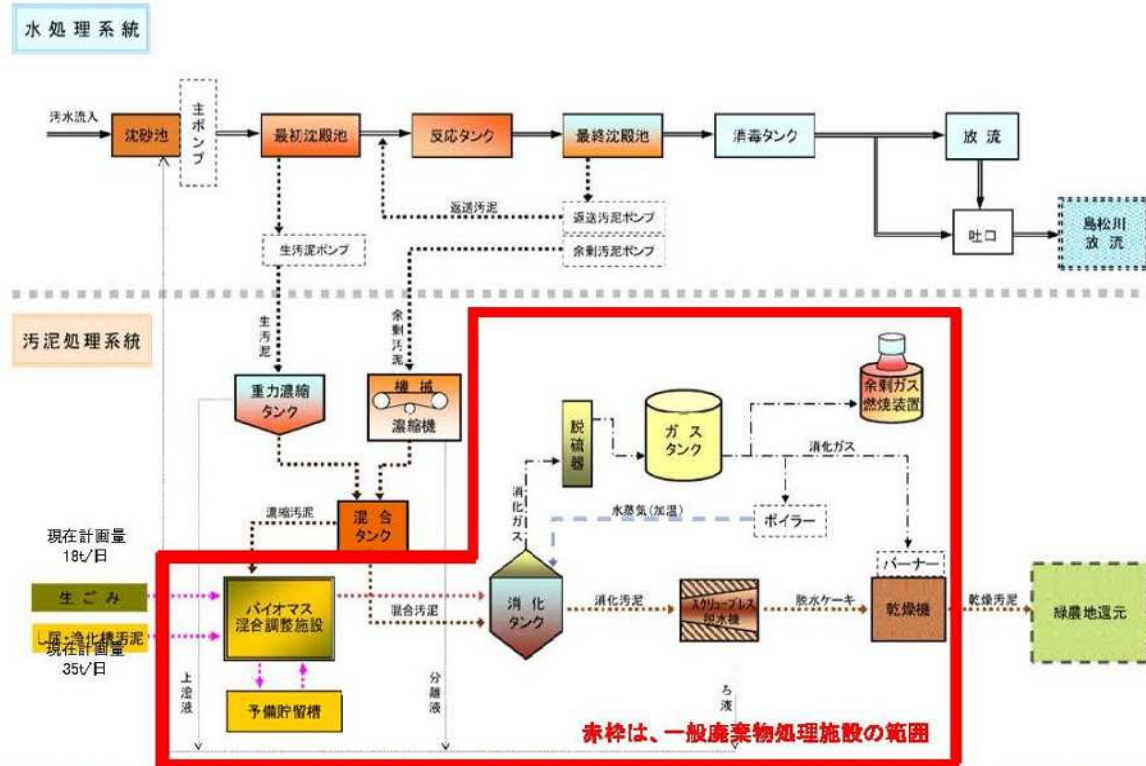 水処理系統
汚水流入
沈砂池
主ポンプ
最初沈殿池
反応タンク
最終沈殿池
消毒タンク
放流
返送汚泥
返送汚泥ポンプ
生汚泥ポンプ
余剰汚泥ポンプ
吐口
島松川
放流
汚泥処理系統
生汚泥
余剰汚泥
重力濃縮
タンク
機械
濃縮機
脱硫器
ガス
タンク
余剰ガス
燃焼装置
消化ガス
消化ガス
濃縮汚泥
混合
タンク
水蒸気(加温)
ボイラー
現在計画量
18t/日
バーナー
生ごみ
バイオマス
混合調整施設
混合汚泥
消化
タンク
消化汚泥
スクリュープレス
脱水機
脱水ケーキ
乾燥機
乾燥汚泥
緑農地還元
し尿・浄化槽汚泥
現在計画量
35t/日
上澄液
予備貯留槽
分離液
ろ液
赤枠は、一般廃棄物処理施設の範囲